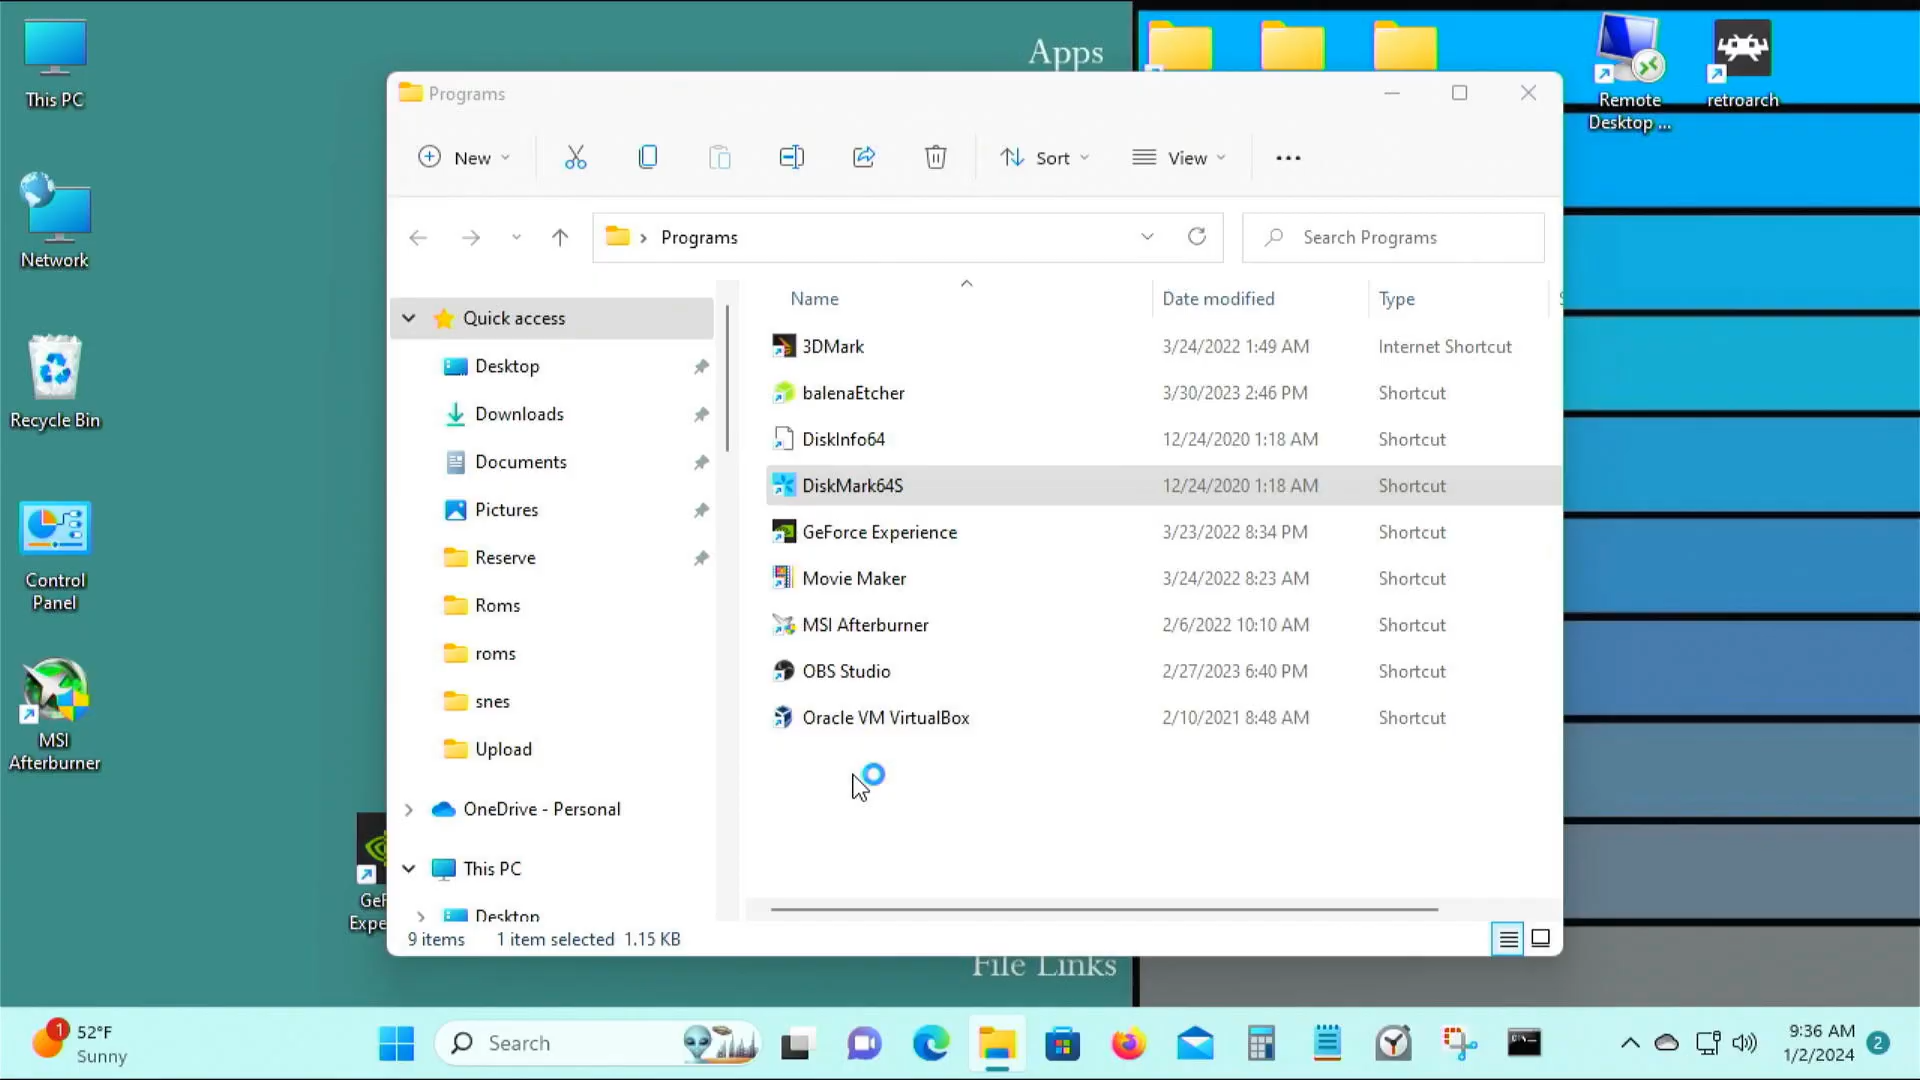 This PC
Network
Recycle Bin
Control
Panel
MSI
Afterburner
GeF
Expe
Apps
File Links
Remote
Desktop ...
retroarch
Programs
New
Sort
View
Programs
Search Programs
Quick access
Desktop
Downloads
Documents
Pictures
Reserve
Roms
roms
snes
Upload
OneDrive - Personal
This PC
Desktop
Name Date modified Type
3DMark 3/24/2022 1:49 AM Internet Shortcut
balenaEtcher 3/30/2023 2:46 PM Shortcut
DiskInfo64 12/24/2020 1:18 AM Shortcut
DiskMark64S 12/24/2020 1:18 AM Shortcut
GeForce Experience 3/23/2022 8:34 PM Shortcut
Movie Maker 3/24/2022 8:23 AM Shortcut
MSI Afterburner 2/6/2022 10:10 AM Shortcut
OBS Studio 2/27/2023 6:40 PM Shortcut
Oracle VM VirtualBox 2/10/2021 8:48 AM Shortcut
9 items 1 item selected 1.15 KB
1
52°F
Sunny
Search
9:36 AM
1/2/2024
2